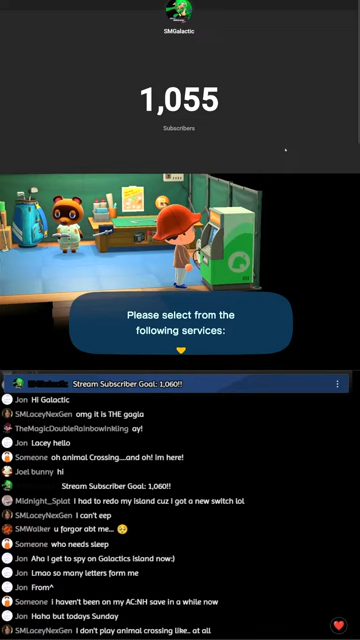 SMGalactic
1,055
Subscribers
Please select from the
following services:
Stream Subscriber Goal: 1,060!!
Jon Hi Galactic
SMLaceyNexGen omg it is THE gagla
TheMagicDoubleRainbowInkling ay!
Jon Lacey hello
Someone oh animal Crossing....and oh! im here!
Joel bunny hi
Stream Subscriber Goal: 1,060!!
Midnight_Splat I had to redo my island cuz I got a new switch lol
SMLaceyNexGen I can't eep
SMWalker u forgor abt me...
Someone who needs sleep
Jon Aha I get to spy on Galactics Island now:)
Jon Lmao so many letters form me
Jon From^
Someone i haven't been on my AC:NH save in a while now
Jon Haha but todays Sunday
SMLaceyNexGen I don't play animal crossing like.. at all